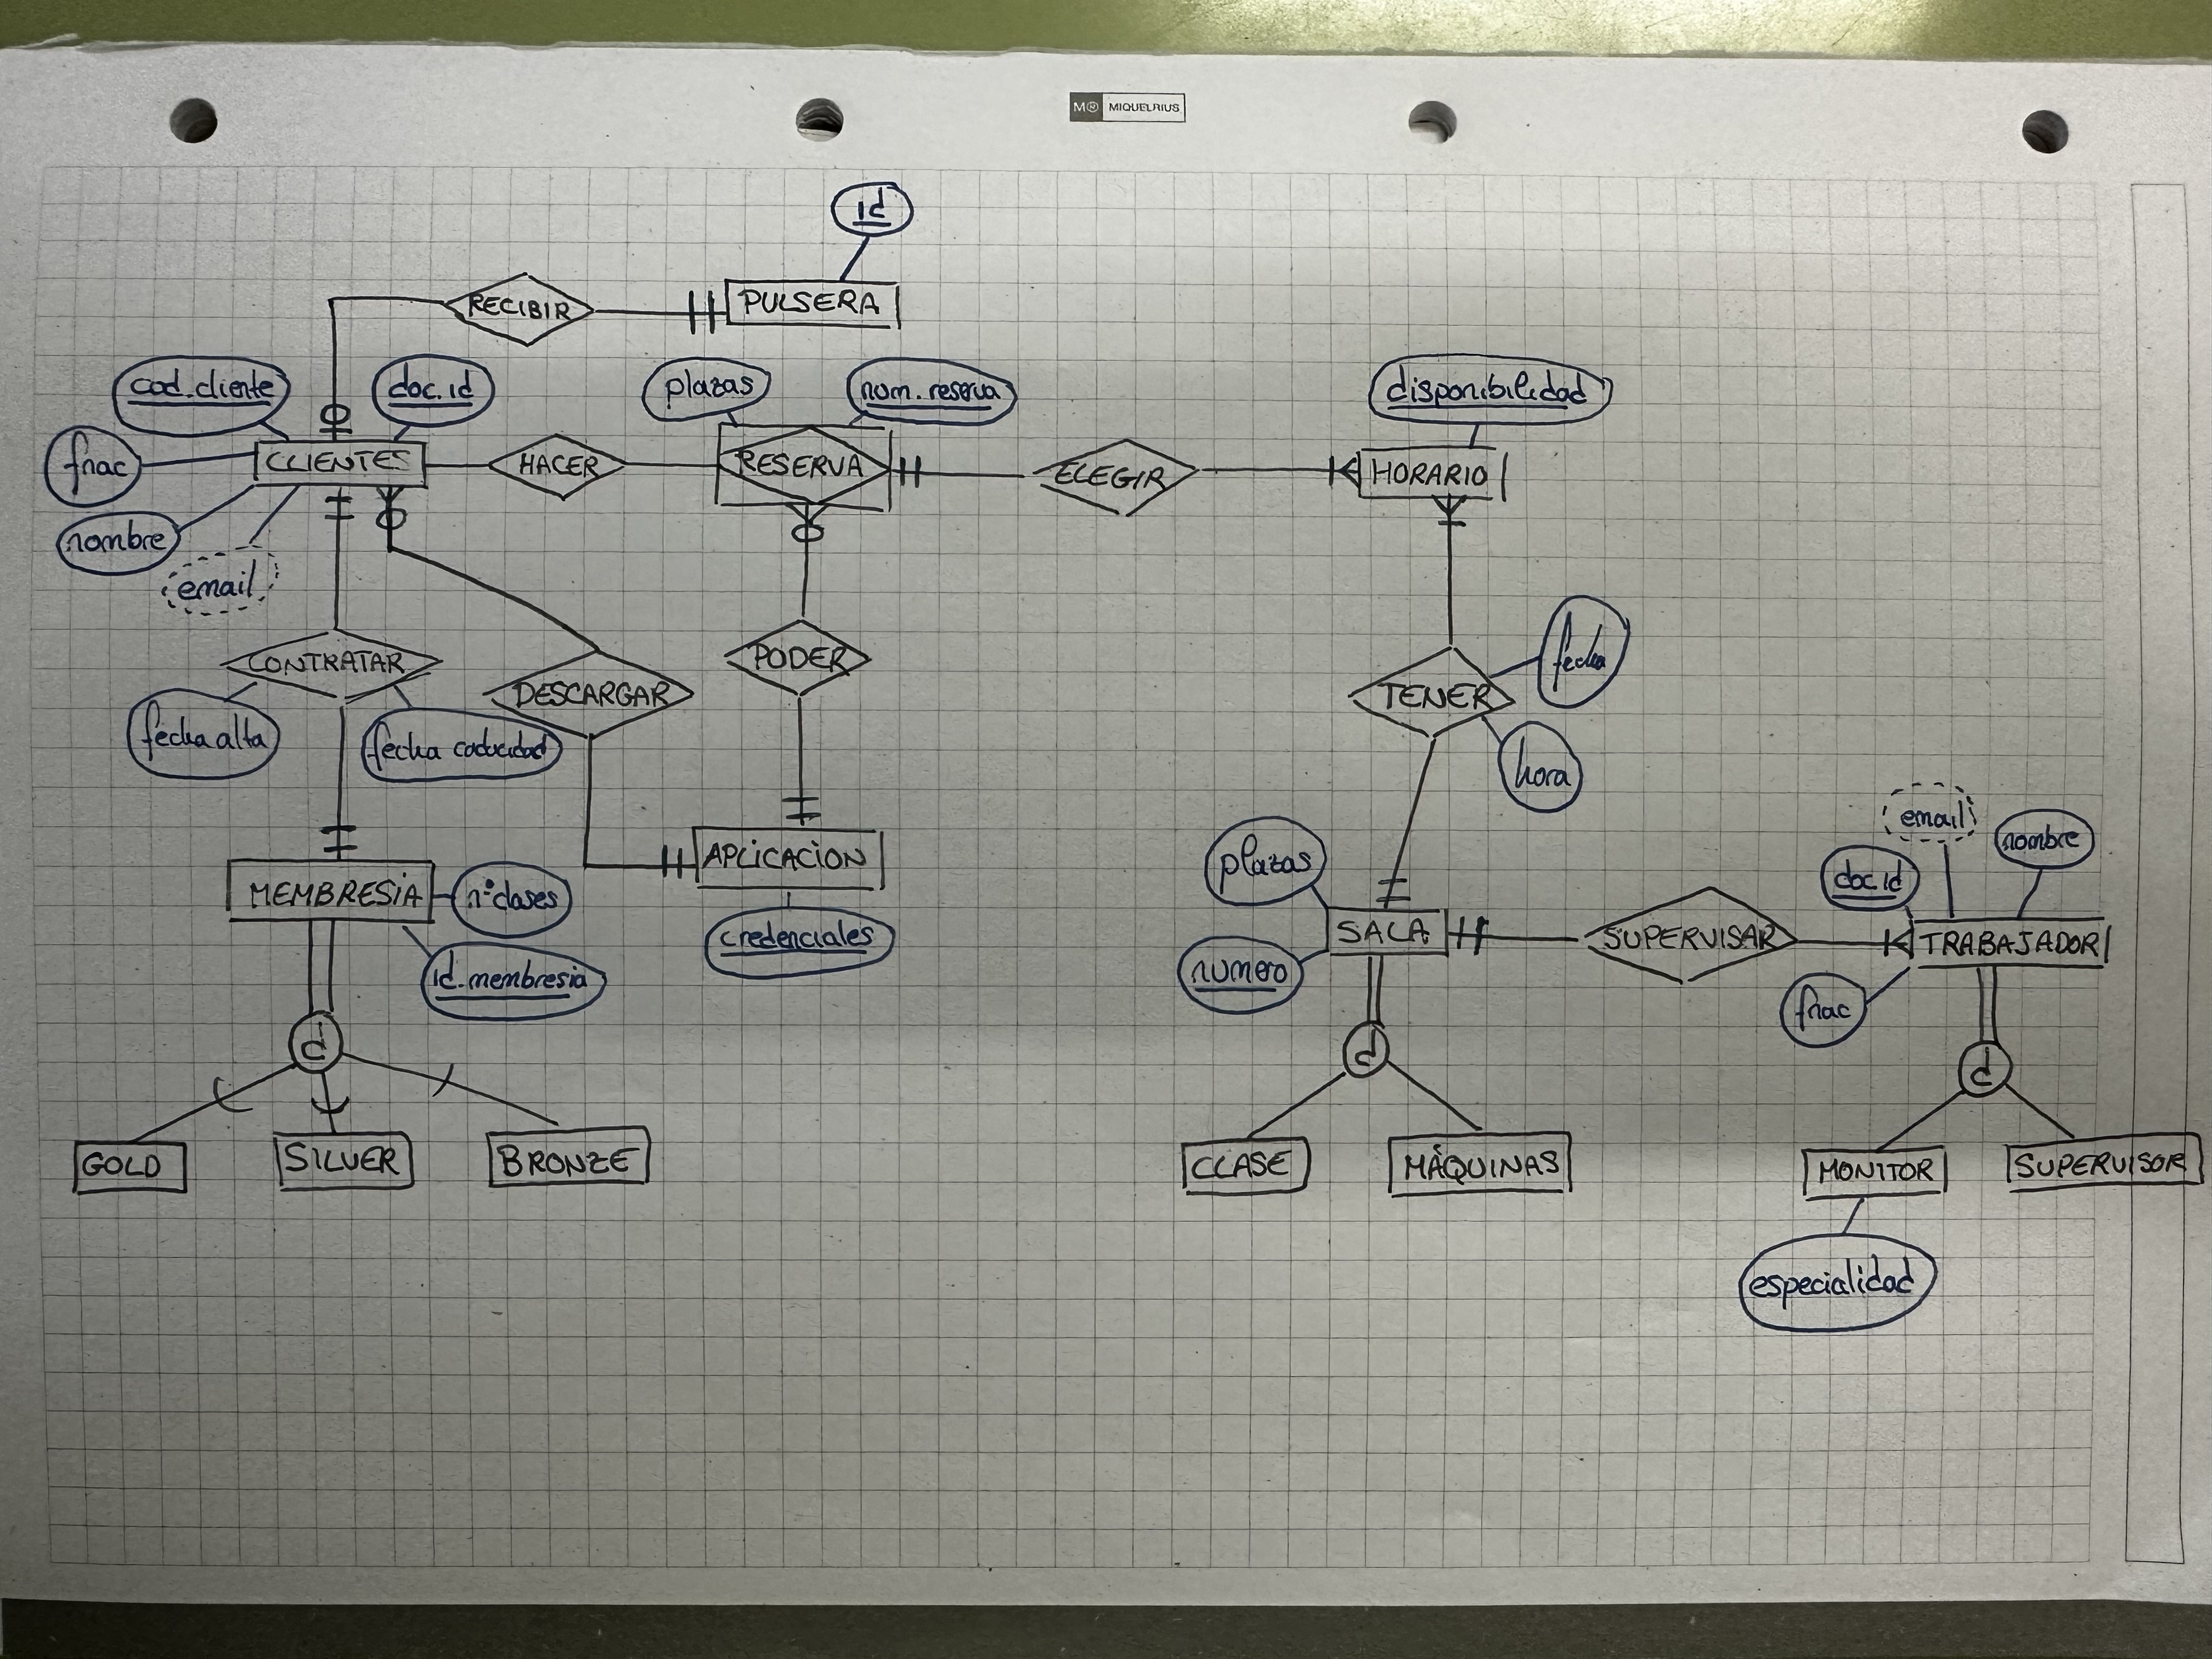 M® MIQUELRIUS
id
RECIBIR
PULSERA
cod.cliente
doc.id
plazas
num.reserva
disponibilidad
fnac
CLIENTES
HACER
RESERVA
ELEGIR
HORARIO
nombre
email
CONTRATAR
DESCARGAR
PODER
TENER
fecha
fecha alta
fecha caducidad
hora
email
nombre
plazas
doc.id
MEMBRESIA
nº clases
APLICACION
SALA
SUPERVISAR
TRABAJADOR
credenciales
numero
id.membresia
fnac
d
d
d
GOLD
SILVER
BRONZE
CLASE
MÁQUINAS
MONITOR
SUPERVISOR
especialidad